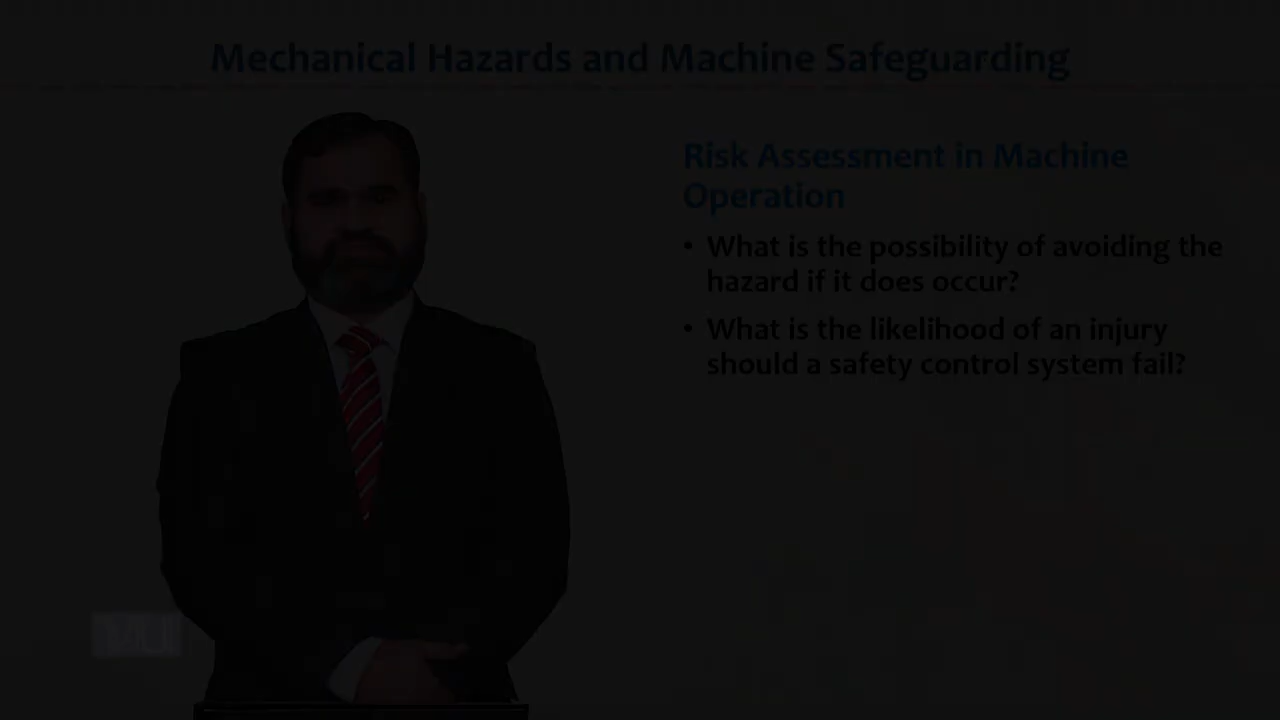 Mechanical Hazards and Machine Safeguarding
Risk Assessment in Machine
Operation
• What is the possibility of avoiding the
hazard if it does occur?
• What is the likelihood of an injury
should a safety control system fail?